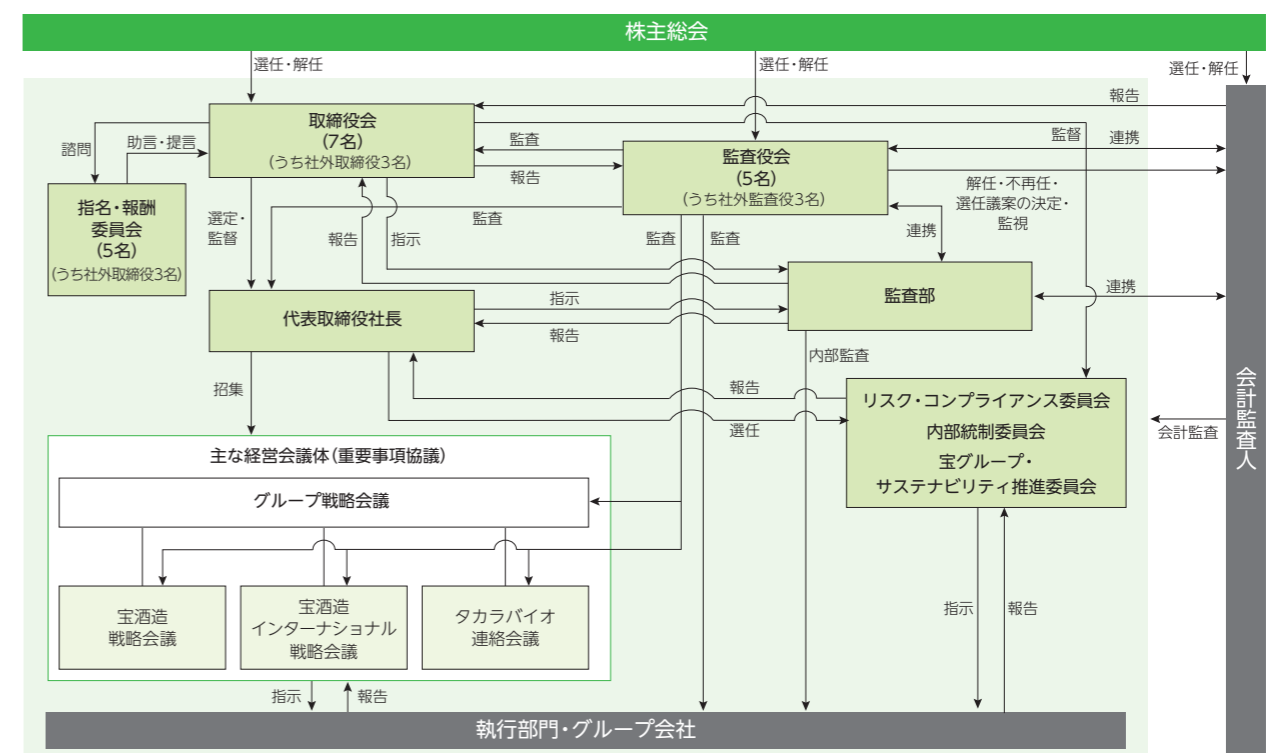 株主総会
選任・解任
選任・解任
選任・解任
報告
取締役会
(7名)
(うち社外取締役3名)
諮問
助言・提言
監査
報告
監査役会
(5名)
(うち社外監査役3名)
監督
連携
指名・報酬
委員会
(5名)
(うち社外取締役3名)
選定・
監督
報告
指示
監査
監査
監査
連携
解任・不再任・
選任議案の決定・
監視
代表取締役社長
指示
報告
監査部
連携
内部監査
招集
報告
選任
リスク・コンプライアンス委員会
内部統制委員会
宝グループ・
サステナビリティ推進委員会
会計監査
会計監査人
主な経営会議体(重要事項協議)
グループ戦略会議
宝酒造
戦略会議
宝酒造
インターナショナル
戦略会議
タカラバイオ
連絡会議
指示
報告
指示
報告
執行部門・グループ会社